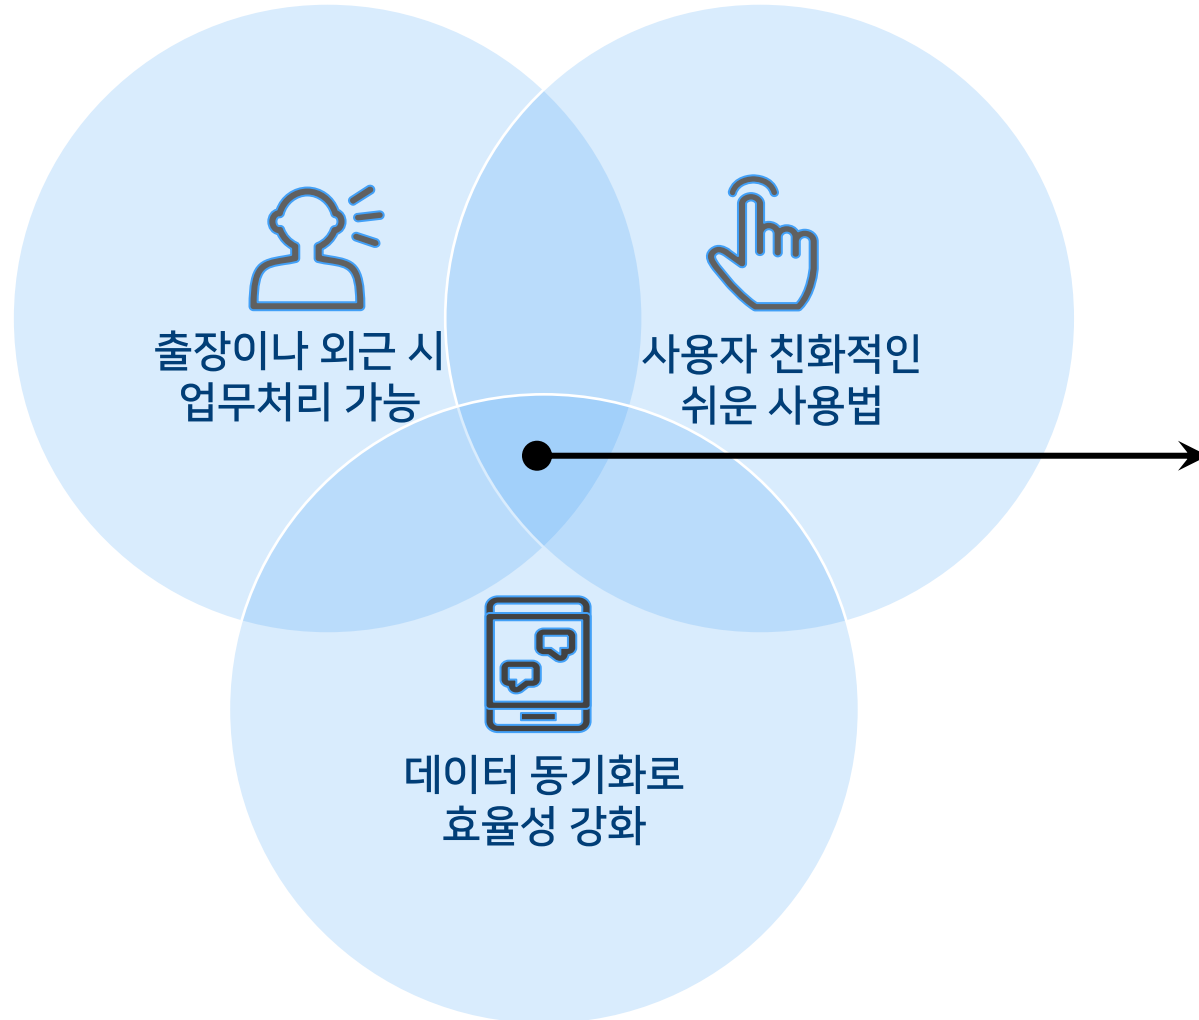 출장이나 외근 시
업무처리 가능
사용자 친화적인
쉬운 사용법
데이터 동기화로
효율성 강화